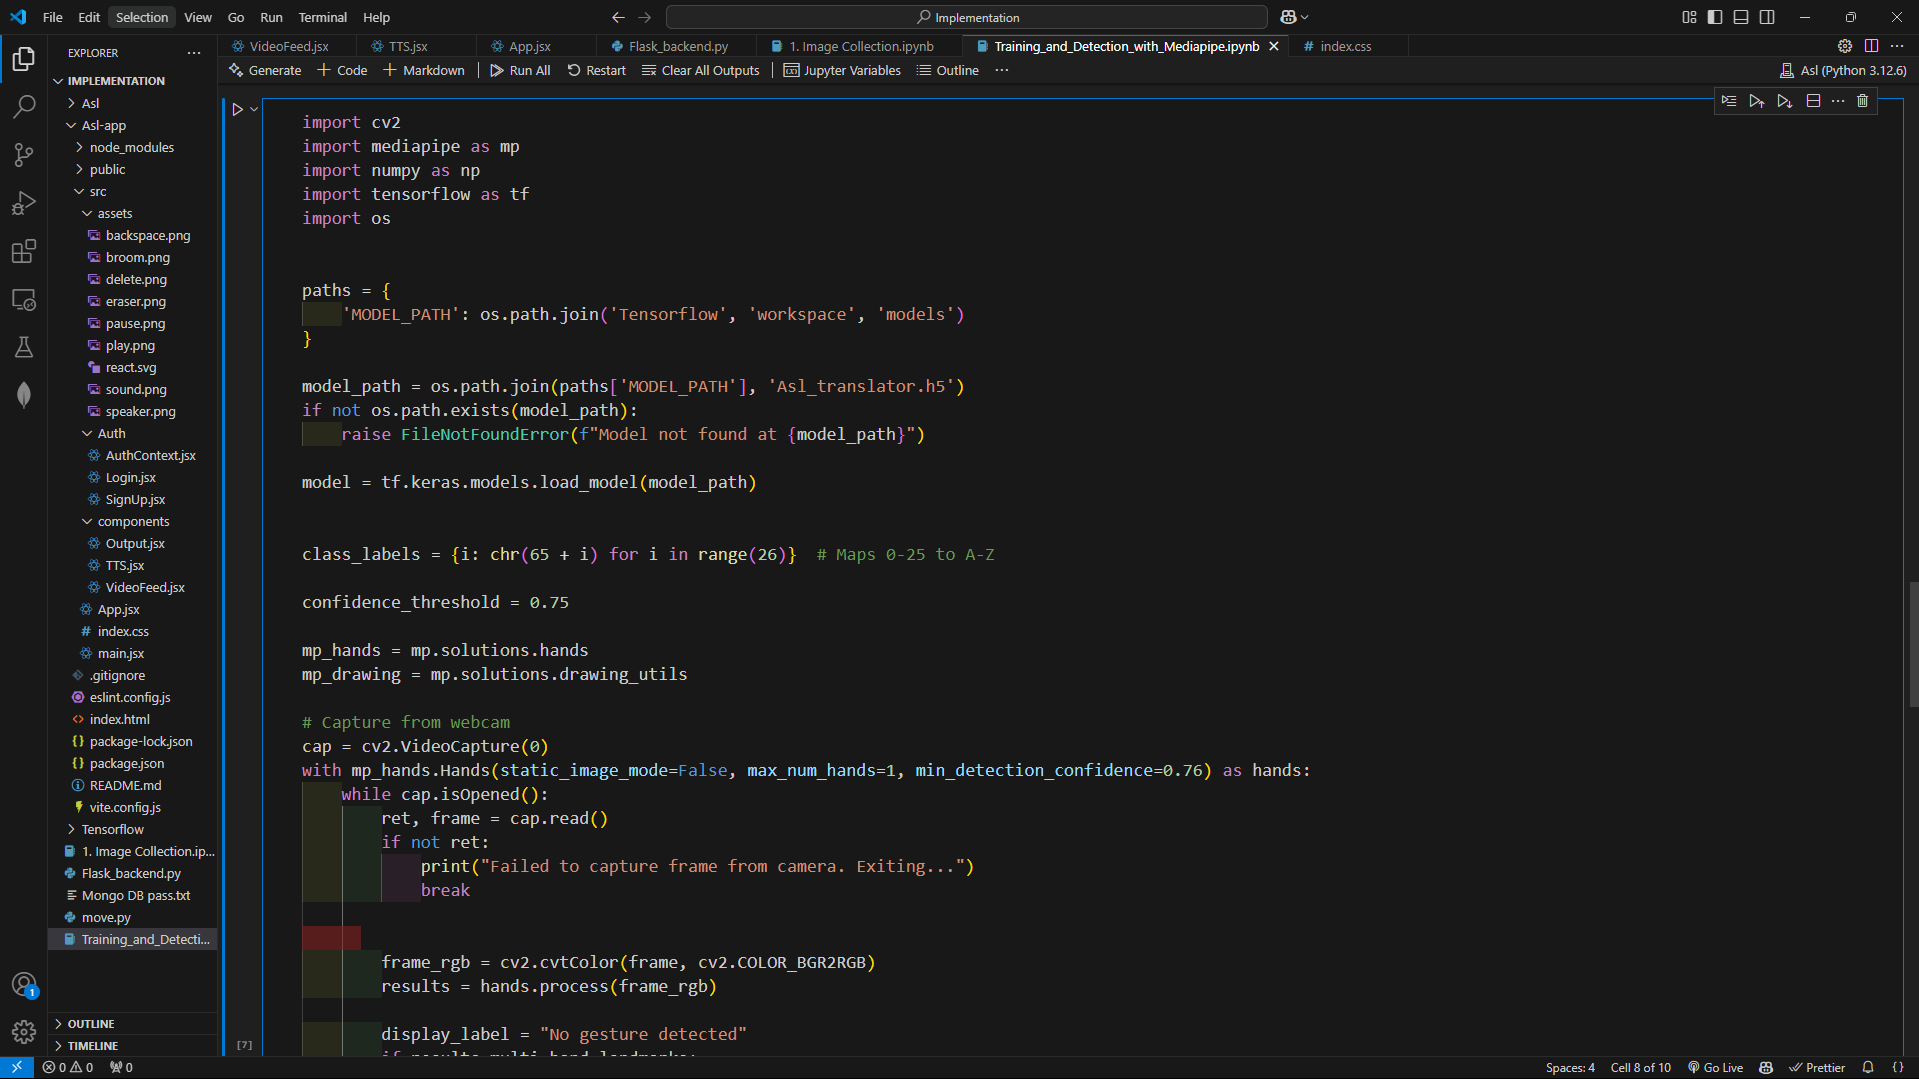 File Edit Selection View Go Run Terminal Help
Implementation
EXPLORER
VideoFeed.jsx TTS.jsx App.jsx Flask_backend.py 1. Image Collection.ipynb Training_and_Detection_with_Mediapipe.ipynb index.css
Generate Code Markdown Run All Restart Clear All Outputs Jupyter Variables Outline
Asl (Python 3.12.6)
IMPLEMENTATION
Asl
Asl-app
node_modules
public
src
assets
backspace.png
broom.png
delete.png
eraser.png
pause.png
play.png
react.svg
sound.png
speaker.png
Auth
AuthContext.jsx
Login.jsx
SignUp.jsx
components
Output.jsx
TTS.jsx
VideoFeed.jsx
App.jsx
index.css
main.jsx
.gitignore
eslint.config.js
index.html
package-lock.json
package.json
README.md
vite.config.js
Tensorflow
1. Image Collection.ip...
Flask_backend.py
Mongo DB pass.txt
move.py
Training_and_Detecti...
OUTLINE
TIMELINE
import cv2
import mediapipe as mp
import numpy as np
import tensorflow as tf
import os
paths = {
'MODEL_PATH': os.path.join('Tensorflow', 'workspace', 'models')
}
model_path = os.path.join(paths['MODEL_PATH'], 'Asl_translator.h5')
if not os.path.exists(model_path):
raise FileNotFoundError(f"Model not found at {model_path}")
model = tf.keras.models.load_model(model_path)
class_labels = {i: chr(65 + i) for i in range(26)}  # Maps 0-25 to A-Z
confidence_threshold = 0.75
mp_hands = mp.solutions.hands
mp_drawing = mp.solutions.drawing_utils
# Capture from webcam
cap = cv2.VideoCapture(0)
with mp_hands.Hands(static_image_mode=False, max_num_hands=1, min_detection_confidence=0.76) as hands:
while cap.isOpened():
ret, frame = cap.read()
if not ret:
print("Failed to capture frame from camera. Exiting...")
break
frame_rgb = cv2.cvtColor(frame, cv2.COLOR_BGR2RGB)
results = hands.process(frame_rgb)
display_label = "No gesture detected"
if results.multi_hand_landmarks:
[7]
1
0 0 0 Spaces: 4 Cell 8 of 10 Go Live Prettier